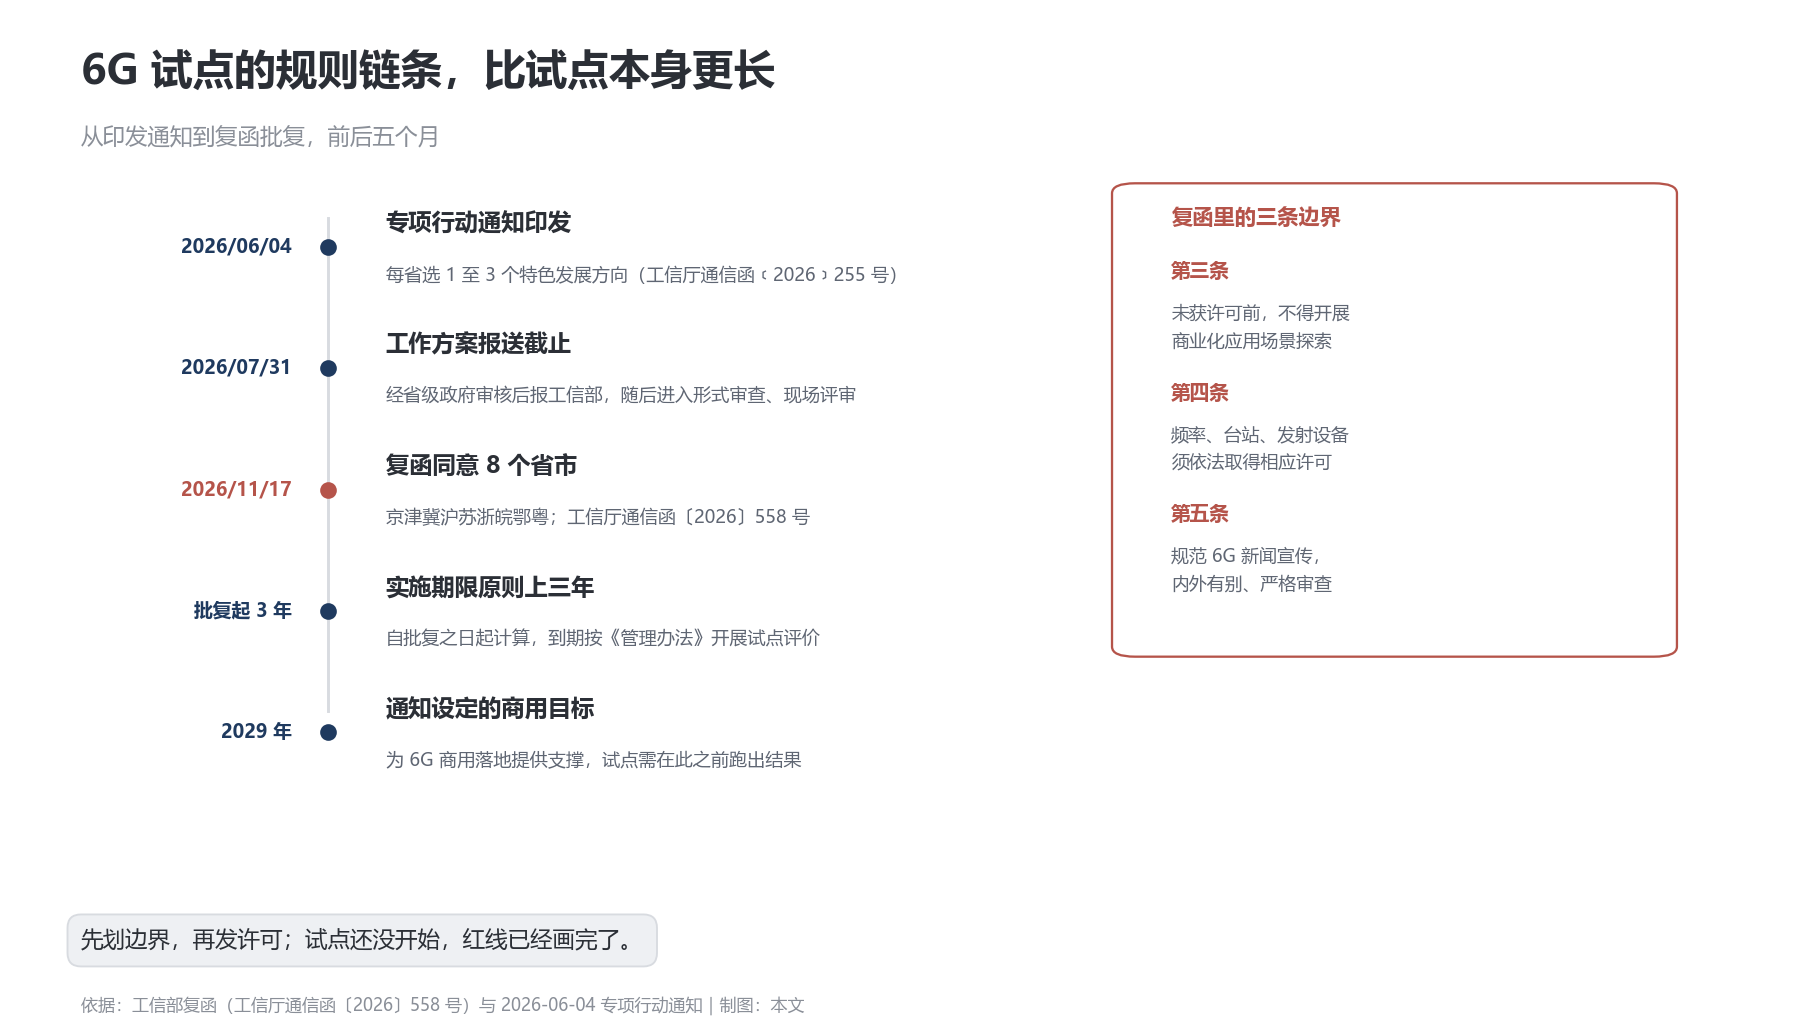 6G 试点的规则链条，比试点本身更长
从印发通知到复函批复，前后五个月
2026/06/04
专项行动通知印发
每省选 1 至 3 个特色发展方向（工信厅通信函﹝2026﹞255 号）
2026/07/31
工作方案报送截止
经省级政府审核后报工信部，随后进入形式审查、现场评审
2026/11/17
复函同意 8 个省市
京津冀沪苏浙皖鄂粤；工信厅通信函〔2026〕558 号
批复起 3 年
实施期限原则上三年
自批复之日起计算，到期按《管理办法》开展试点评价
2029 年
通知设定的商用目标
为 6G 商用落地提供支撑，试点需在此之前跑出结果
复函里的三条边界
第三条
未获许可前，不得开展
商业化应用场景探索
第四条
频率、台站、发射设备
须依法取得相应许可
第五条
规范 6G 新闻宣传，
内外有别、严格审查
先划边界，再发许可；试点还没开始，红线已经画完了。
依据：工信部复函（工信厅通信函〔2026〕558 号）与 2026-06-04 专项行动通知 | 制图：本文